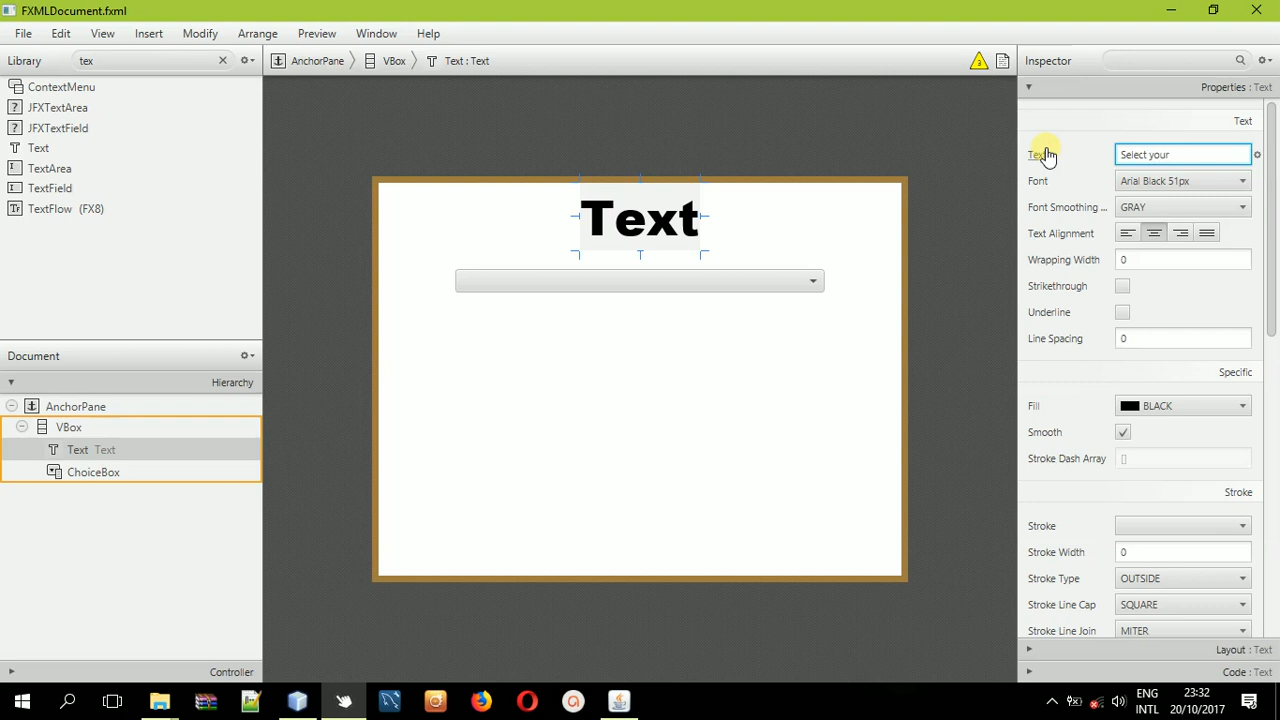 FXMLDocument.fxml
File Edit View Insert Modify Arrange Preview Window Help
Library tex
AnchorPane VBox Text : Text
3
Inspector
ContextMenu
JFXTextArea
JFXTextField
Text
TextArea
TextField
TextFlow (FX8)
Document
Hierarchy
AnchorPane
VBox
Text Text
ChoiceBox
Controller
Text
Properties : Text
Text
Select your
Font Arial Black 51px
Font Smoothing ... GRAY
Text Alignment
Wrapping Width 0
Strikethrough
Underline
Line Spacing 0
Specific
Fill BLACK
Smooth
Stroke Dash Array []
Stroke
Stroke
Stroke Width 0
Stroke Type OUTSIDE
Stroke Line Cap SQUARE
Stroke Line Join MITER
Layout : Text
Code : Text
ENG
INTL
23:32
20/10/2017